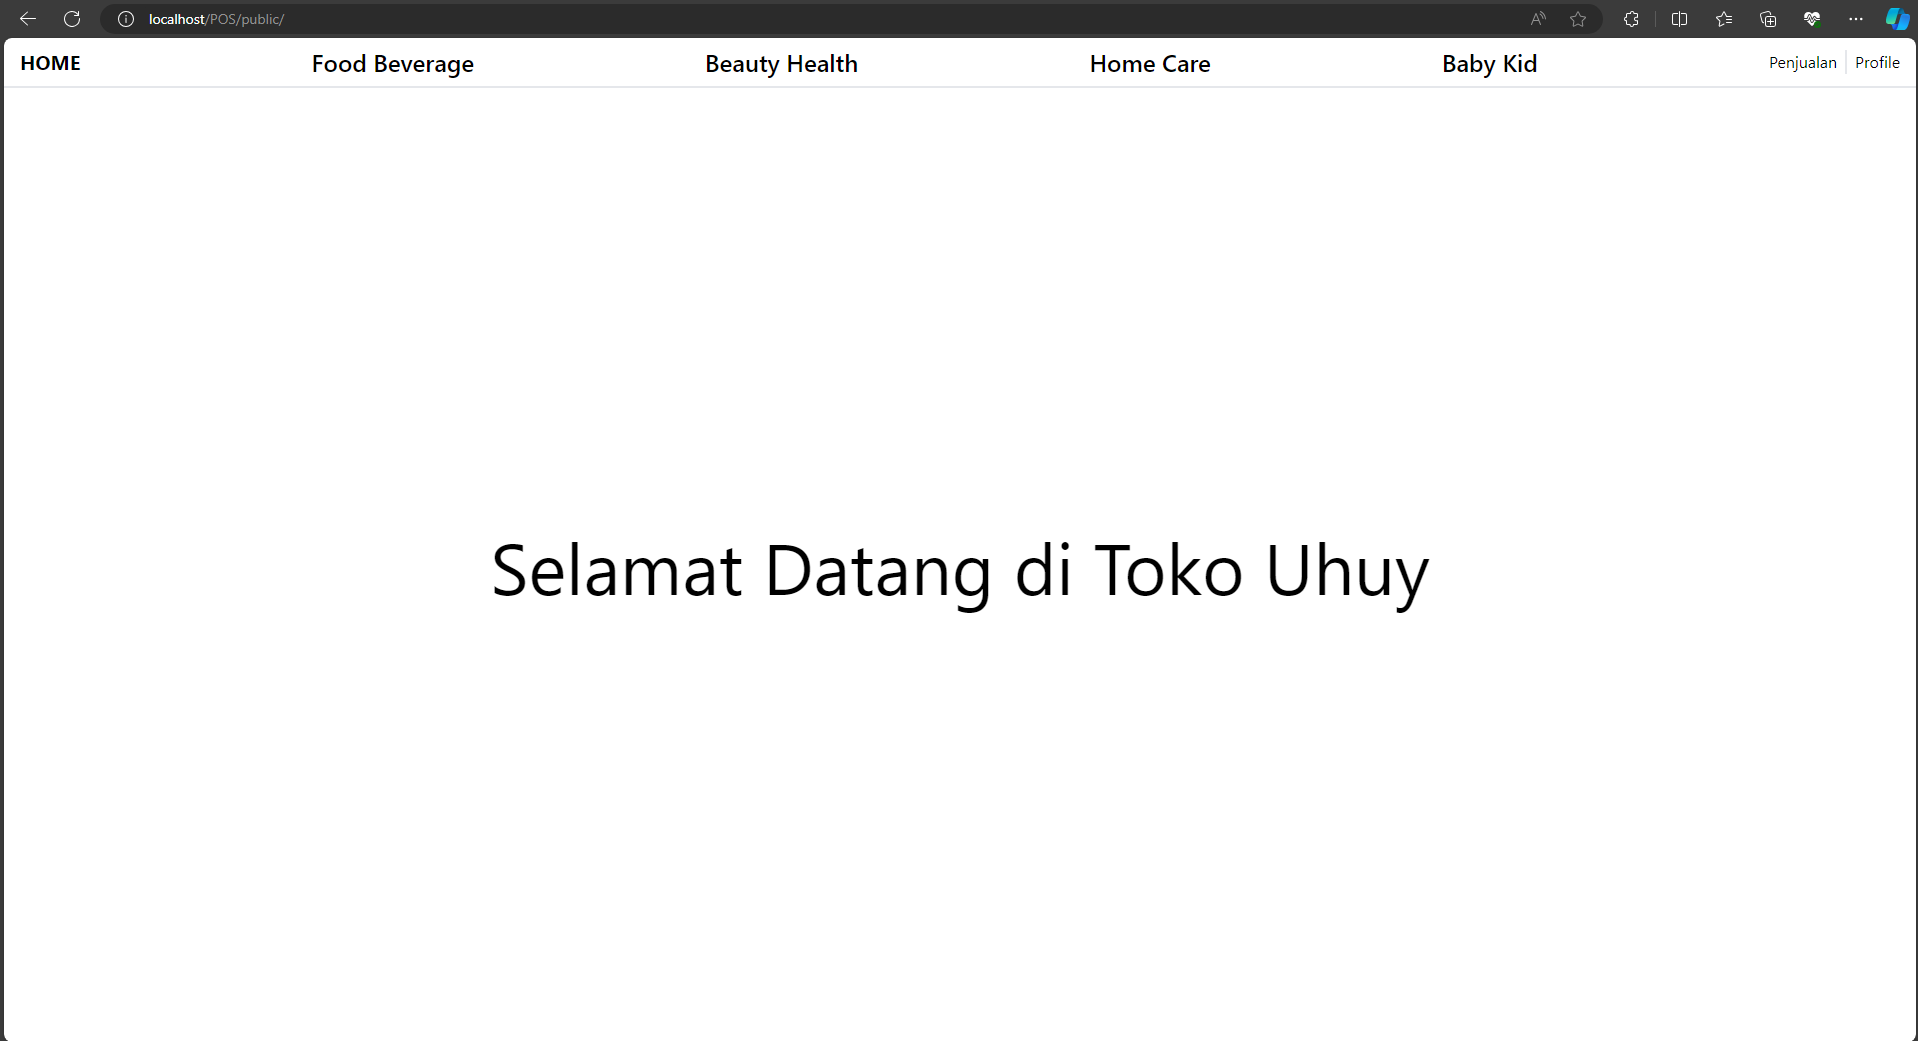 localhost/POS/public/
HOME Food Beverage Beauty Health Home Care Baby Kid Penjualan Profile
Selamat Datang di Toko Uhuy